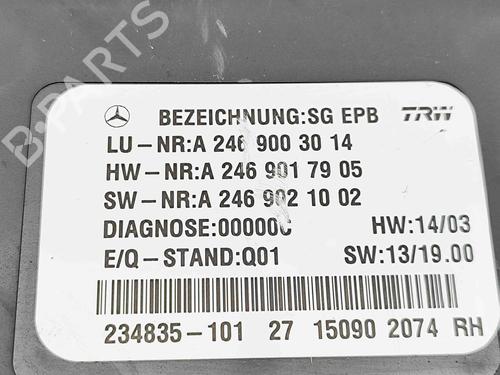 B-PARTS
BEZEICHNUNG:SG EPB TRW
LU-NR:A 246 900 30 14
HW-NR:A 246 901 79 05
SW-NR:A 246 902 10 02
DIAGNOSE:00000C HW:14/03
E/Q-STAND:Q01 SW:13/19.00
234835-101 27 15090 2074 RH